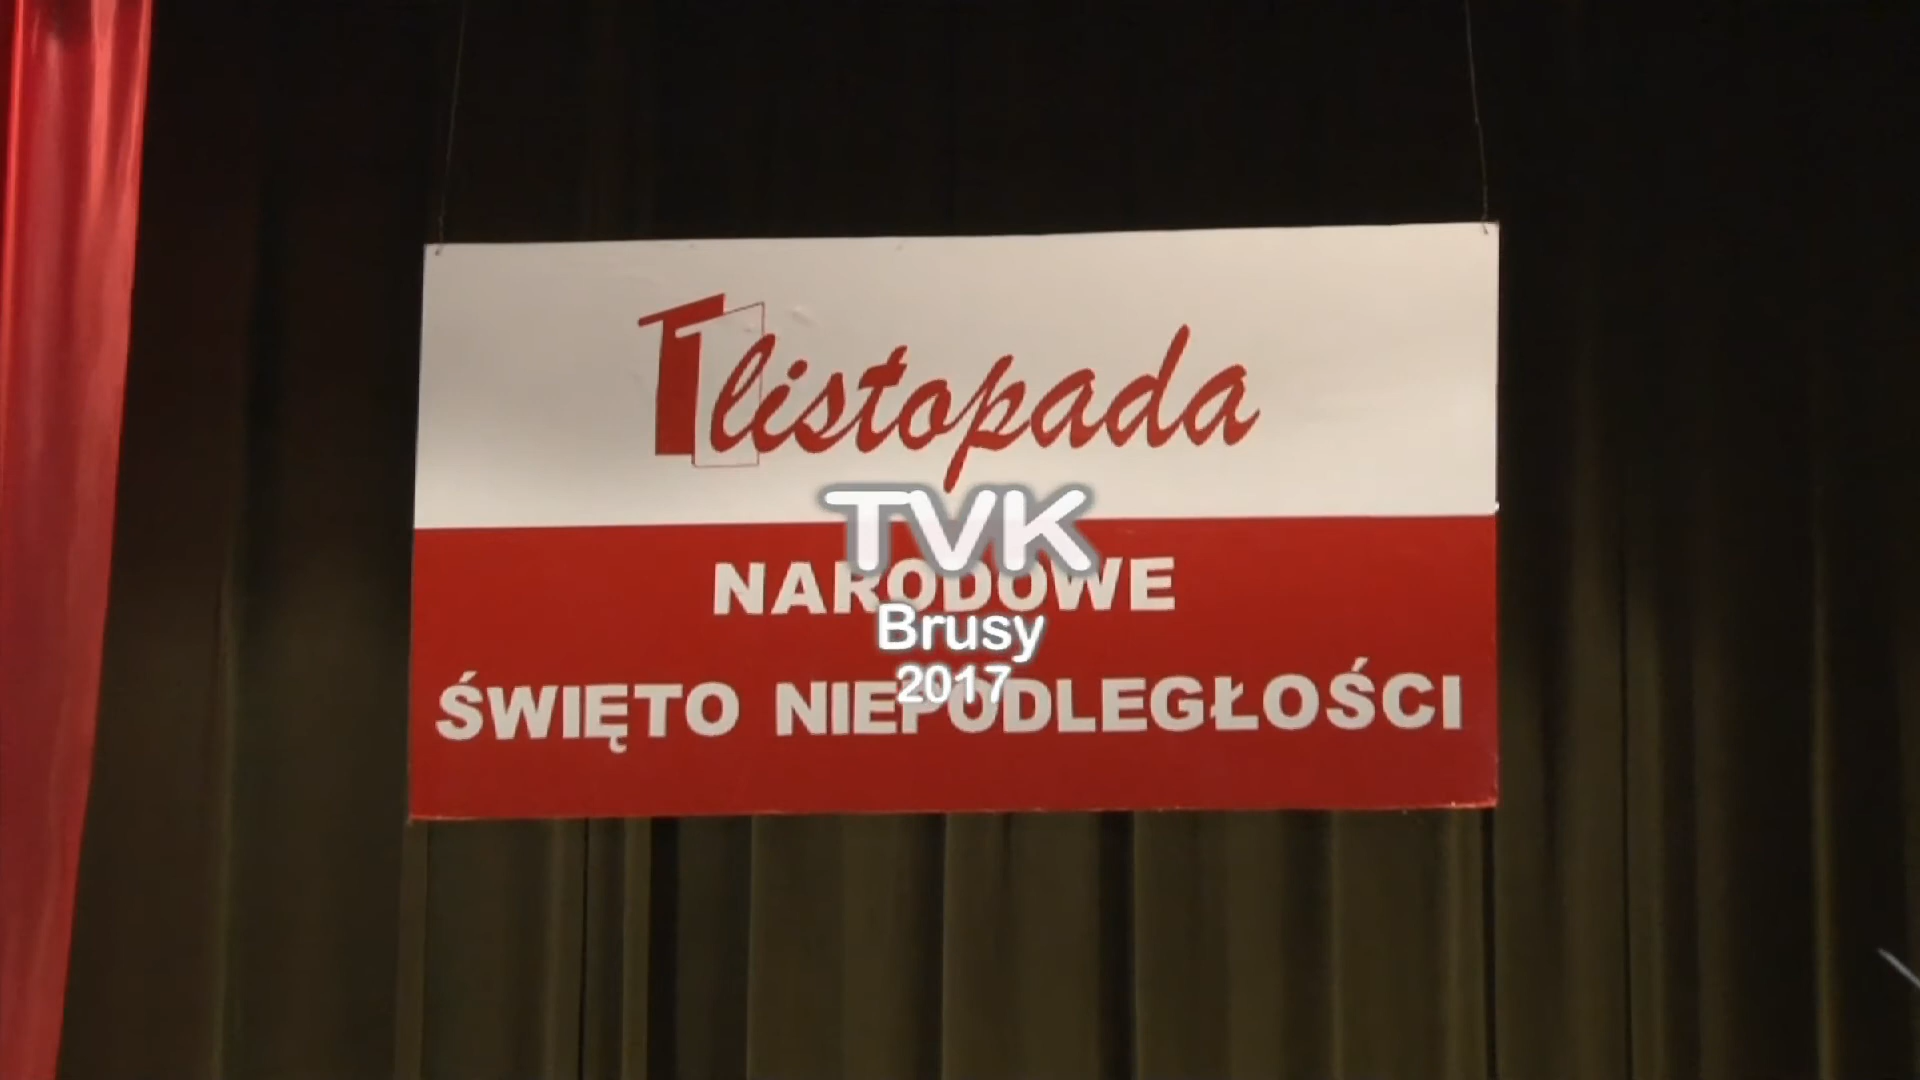 11 listopada
TVK
NARODOWE
Brusy
2017
ŚWIĘTO NIEPODLEGŁOŚCI